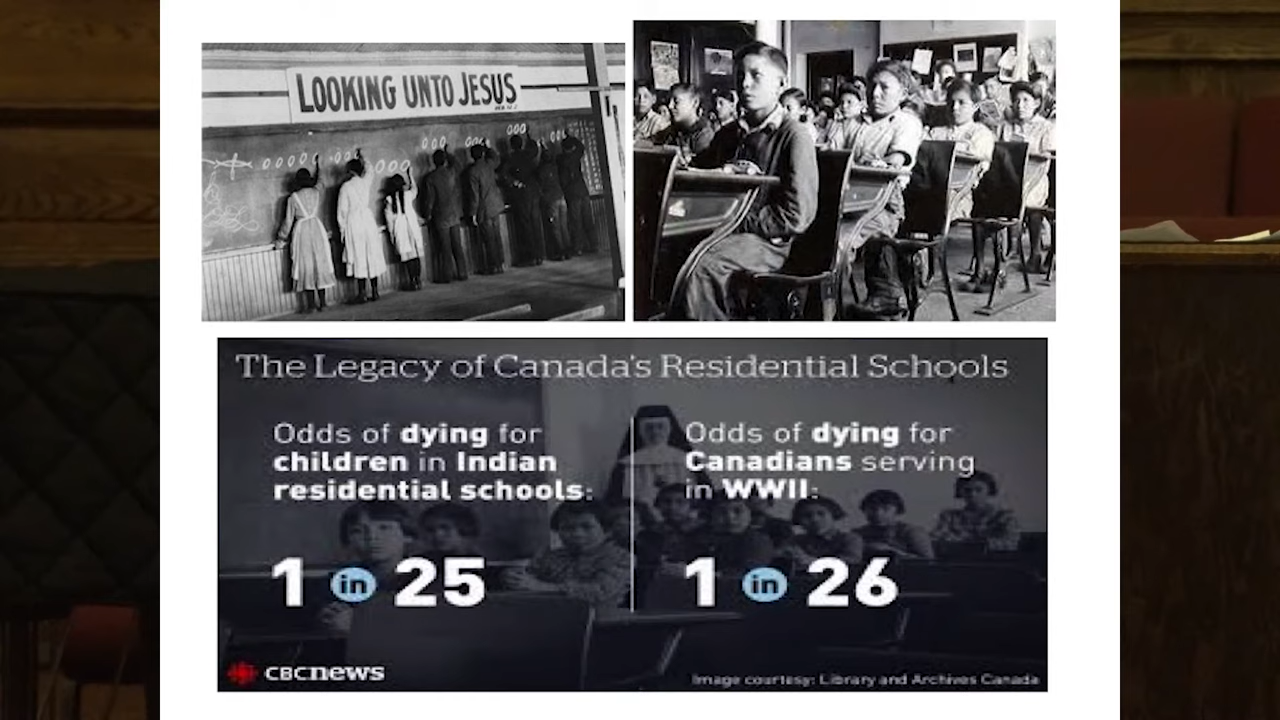 LOOKING UNTO JESUS
The Legacy of Canada's Residential Schools
Odds of dying for
children in Indian
residential schools:
1 in 25
Odds of dying for
Canadians serving
in WWII:
1 in 26
CBCnews
Image courtesy: Library and Archives Canada